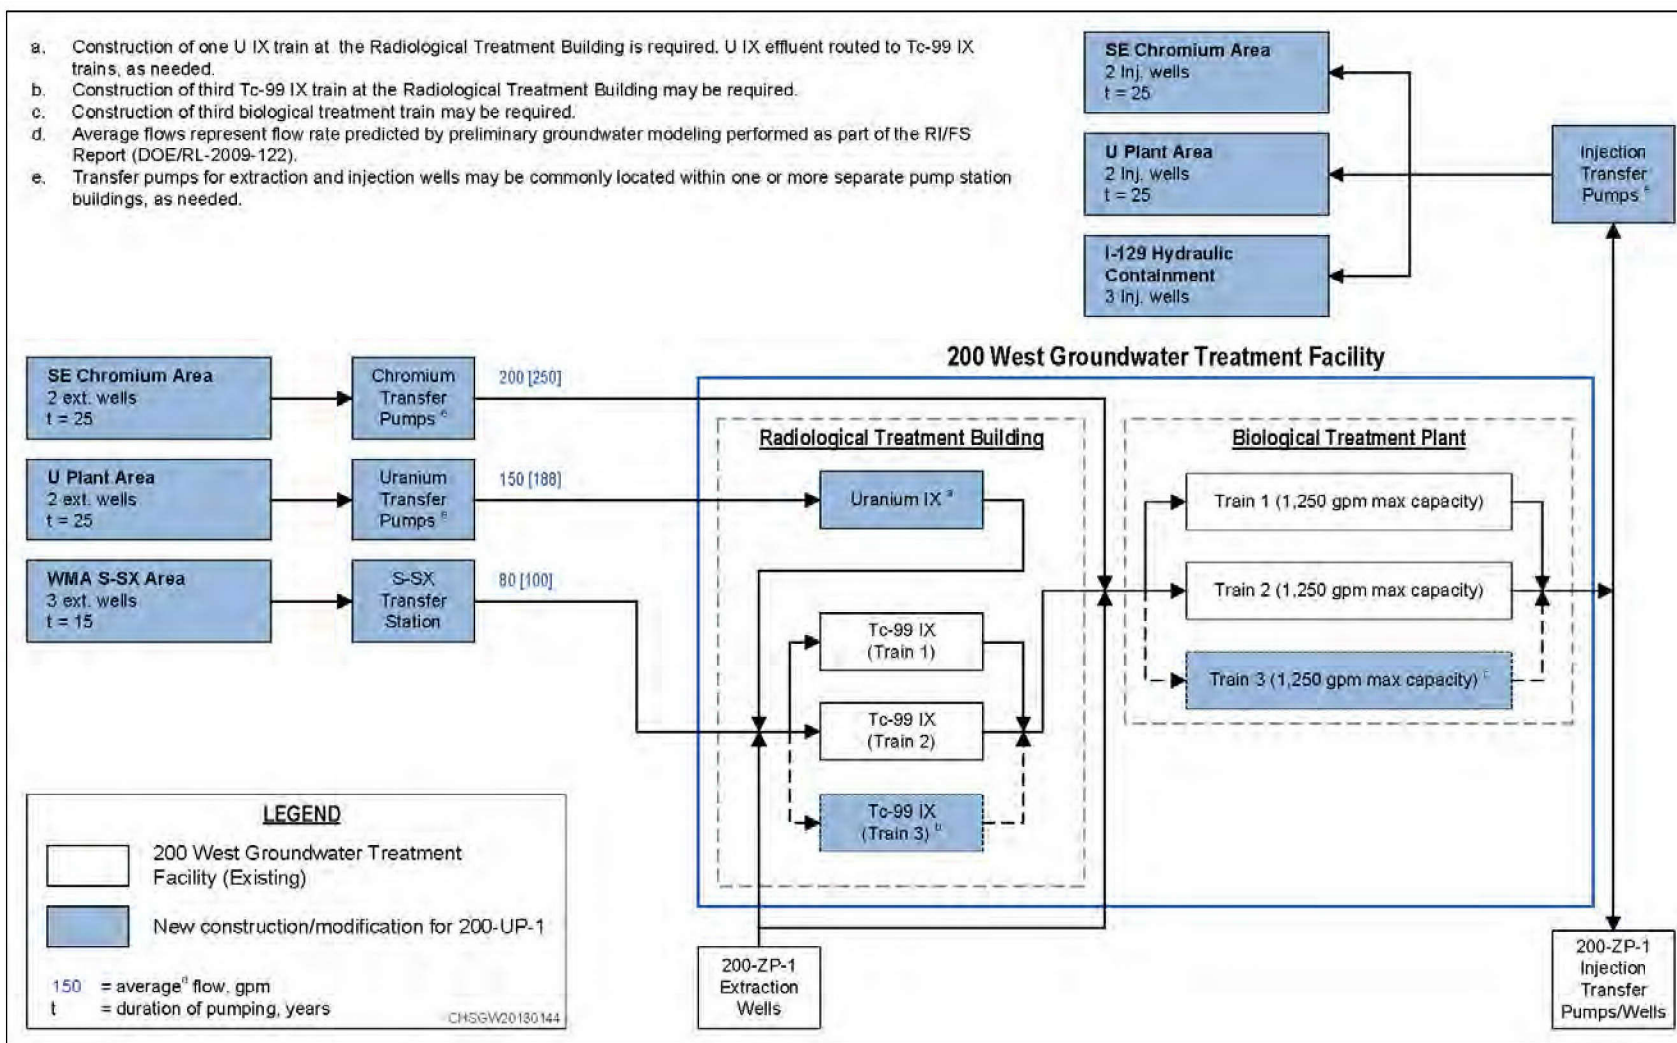 a. Construction of one U IX train at the Radiological Treatment Building is required. U IX effluent routed to Tc-99 IX
trains, as needed.
b. Construction of third Tc-99 IX train at the Radiological Treatment Building may be required.
c. Construction of third biological treatment train may be required.
d. Average flows represent flow rate predicted by preliminary groundwater modeling performed as part of the RI/FS
Report (DOE/RL-2009-122).
e. Transfer pumps for extraction and injection wells may be commonly located within one or more separate pump station
buildings, as needed.
SE Chromium Area
2 Inj. wells
t = 25
U Plant Area
2 Inj. wells
t = 25
I-129 Hydraulic
Containment
3 Inj. wells
Injection
Transfer
Pumps e
200 West Groundwater Treatment Facility
SE Chromium Area
2 ext. wells
t = 25
Chromium
Transfer
Pumps e
200 [250]
U Plant Area
2 ext. wells
t = 25
Uranium
Transfer
Pumps e
150 [188]
WMA S-SX Area
3 ext. wells
t = 15
S-SX
Transfer
Station
80 [100]
Radiological Treatment Building
Uranium IX a
Tc-99 IX
(Train 1)
Tc-99 IX
(Train 2)
Tc-99 IX
(Train 3) b
Biological Treatment Plant
Train 1 (1,250 gpm max capacity)
Train 2 (1,250 gpm max capacity)
Train 3 (1,250 gpm max capacity) c
LEGEND
200 West Groundwater Treatment
Facility (Existing)
New construction/modification for 200-UP-1
150 = average d flow, gpm
t = duration of pumping, years
CHSGW20130144
200-ZP-1
Extraction
Wells
200-ZP-1
Injection
Transfer
Pumps/Wells